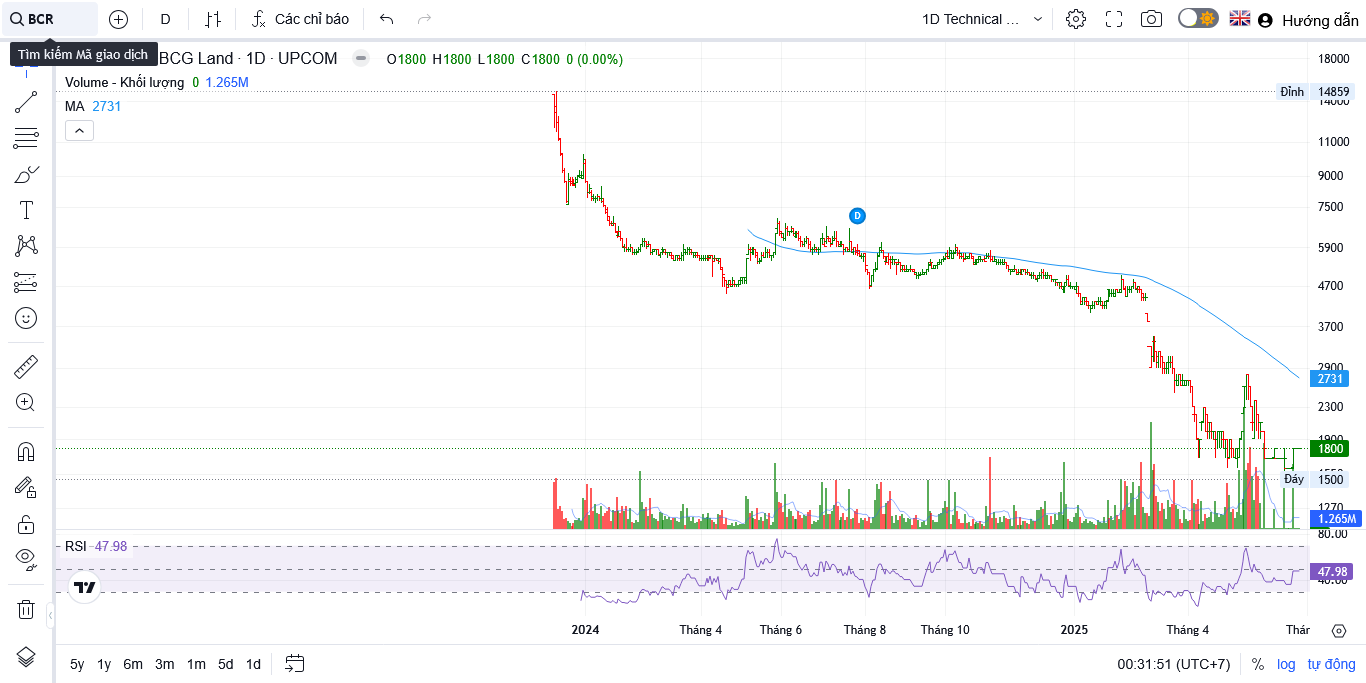 BCR D Các chỉ báo 1D Technical ... Hướng dẫn
Tìm kiếm Mã giao dịch
BCG Land · 1D · UPCOM O1800 H1800 L1800 C1800 0 (0.00%)
Volume - Khối lượng 0 1.265M
MA 2731
18000
Đỉnh 14859
14000
11000
9000
7500
D
5900
4700
3700
2900
2731
2300
1900
1800
1550
Đáy 1500
1270
1.265M
80.00
RSI 47.98
47.98
40.00
2024 Tháng 4 Tháng 6 Tháng 8 Tháng 10 2025 Tháng 4 Thár
5y 1y 6m 3m 1m 5d 1d 00:31:51 (UTC+7) % log tự động